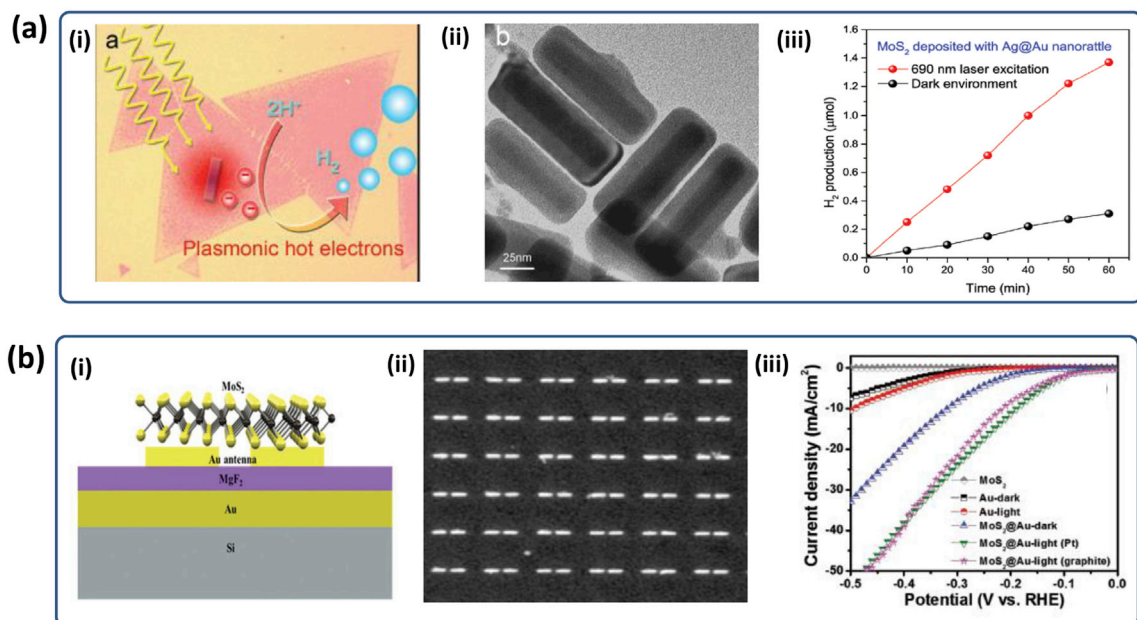 (a)
(i)
a
2H⁺
H₂
Plasmonic hot electrons
(ii)
b
25nm
(iii)
MoS₂ deposited with Ag@Au nanorattle
690 nm laser excitation
Dark environment
H₂ production (μmol)
1.6
1.4
1.2
1.0
0.8
0.6
0.4
0.2
0.0
0 10 20 30 40 50 60
Time (min)
(b)
(i)
MoS₂
Au antenna
MgF₂
Au
Si
(ii)
(iii)
Current density (mA/cm²)
0
-10
-20
-30
-40
-50
MoS₂
Au-dark
Au-light
MoS₂@Au-dark
MoS₂@Au-light (Pt)
MoS₂@Au-light (graphite)
-0.5 -0.4 -0.3 -0.2 -0.1 0.0
Potential (V vs. RHE)